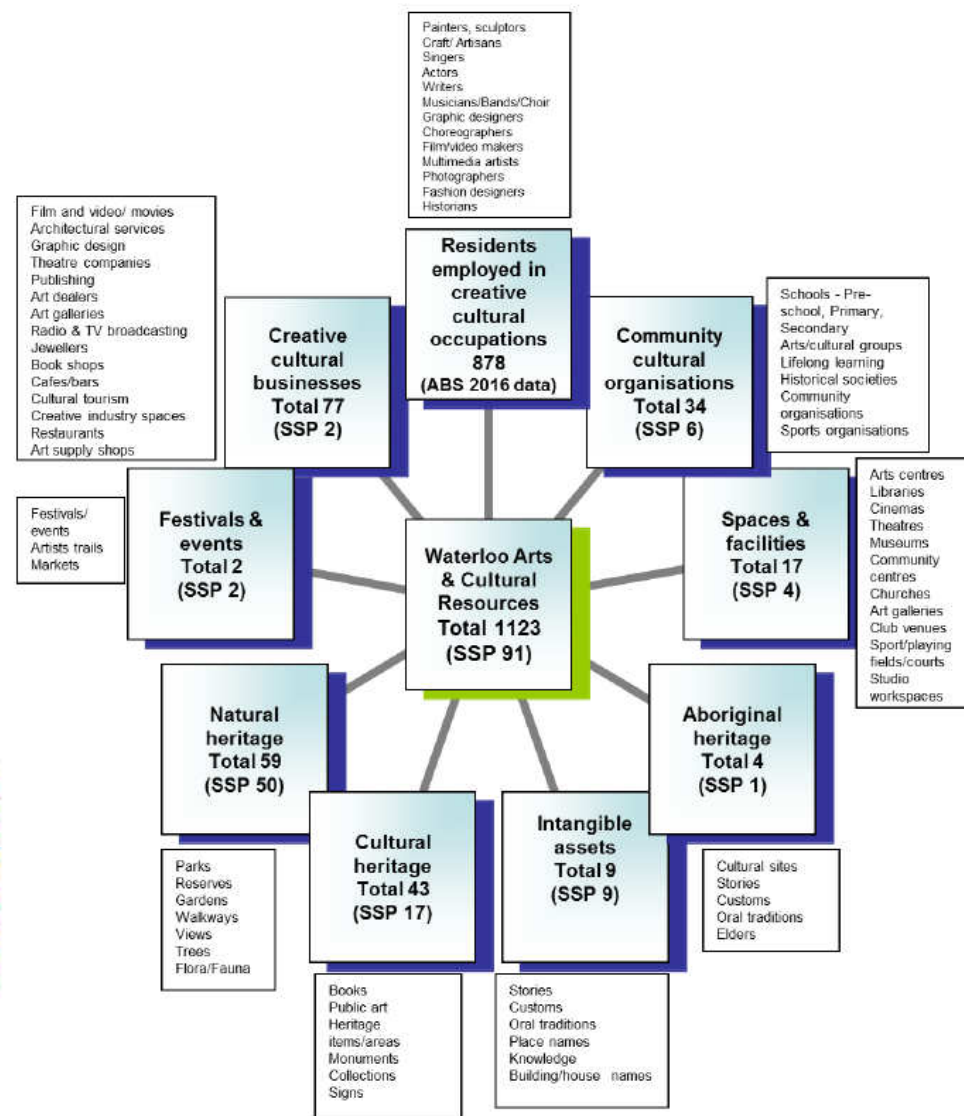 Painters, sculptors
Craft/ Artisans
Singers
Actors
Writers
Musicians/Bands/Choir
Graphic designers
Choreographers
Film/video makers
Multimedia artists
Photographers
Fashion designers
Historians
Film and video/ movies
Architectural services
Graphic design
Theatre companies
Publishing
Art dealers
Art galleries
Radio & TV broadcasting
Jewellers
Book shops
Cafes/bars
Cultural tourism
Creative industry spaces
Restaurants
Art supply shops
Creative
cultural
businesses
Total 77
(SSP 2)
Residents
employed in
creative
cultural
occupations
878
(ABS 2016 data)
Community
cultural
organisations
Total 34
(SSP 6)
Schools - Pre-
school, Primary,
Secondary
Arts/cultural groups
Lifelong learning
Historical societies
Community
organisations
Sports organisations
Festivals/
events
Artists trails
Markets
Festivals &
events
Total 2
(SSP 2)
Waterloo Arts
& Cultural
Resources
Total 1123
(SSP 91)
Spaces &
facilities
Total 17
(SSP 4)
Arts centres
Libraries
Cinemas
Theatres
Museums
Community
centres
Churches
Art galleries
Club venues
Sport/playing
fields/courts
Studio
workspaces
Natural
heritage
Total 59
(SSP 50)
Parks
Reserves
Gardens
Walkways
Views
Trees
Flora/Fauna
Cultural
heritage
Total 43
(SSP 17)
Books
Public art
Heritage
items/areas
Monuments
Collections
Signs
Intangible
assets
Total 9
(SSP 9)
Stories
Customs
Oral traditions
Place names
Knowledge
Building/house names
Aboriginal
heritage
Total 4
(SSP 1)
Cultural sites
Stories
Customs
Oral traditions
Elders